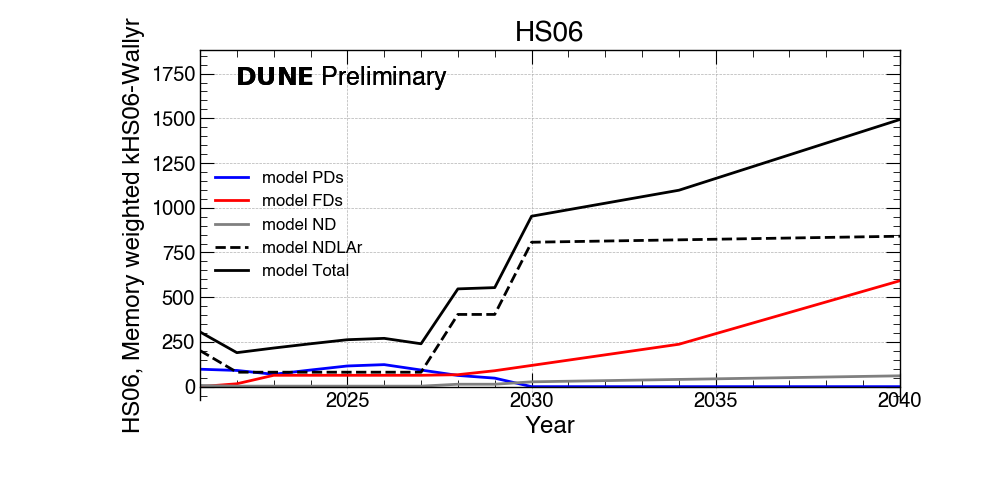 HS06
HS06, Memory weighted kHS06-Wallyr
DUNE Preliminary
1750
1500
1250
1000
750
500
250
0
model PDs
model FDs
model ND
model NDLAr
model Total
2025
2030
2035
2040
Year